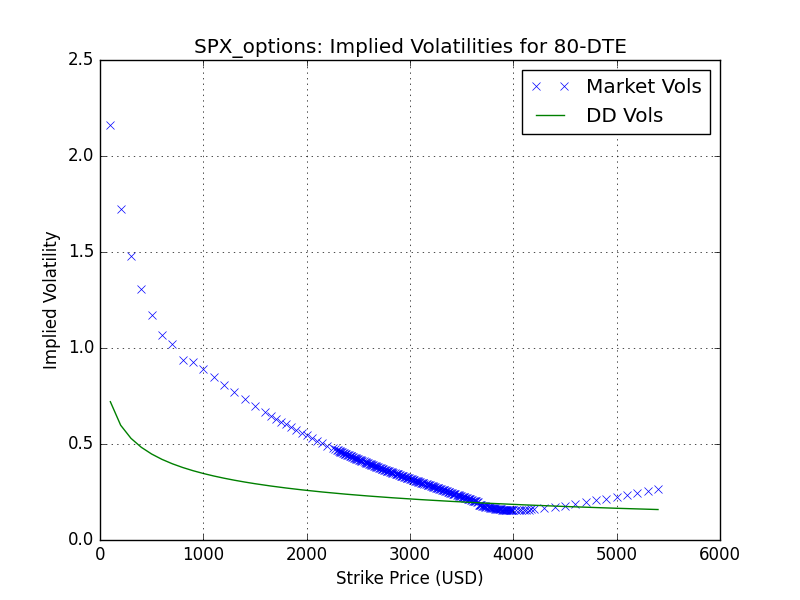 SPX_options: Implied Volatilities for 80-DTE
Market Vols
DD Vols
Implied Volatility
2.5
2.0
1.5
1.0
0.5
0.0
0 1000 2000 3000 4000 5000 6000
Strike Price (USD)